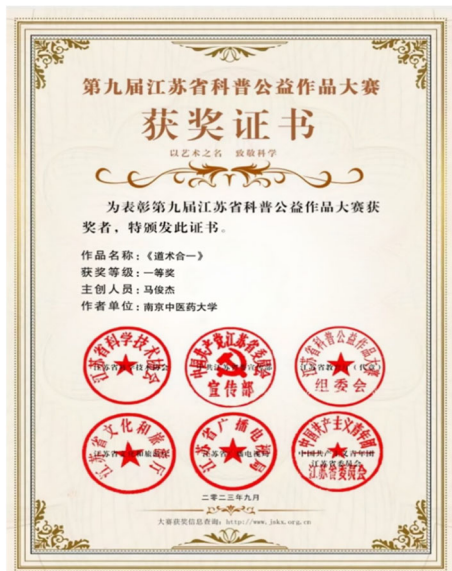 第九届江苏省科普公益作品大赛
获奖证书
以艺术之名 致敬科学
为表彰第九届江苏省科普公益作品大赛获
奖者，特颁发此证书。
作品名称：《道术合一》
获奖等级：一等奖
主创人员：马俊杰
作者单位：南京中医药大学
江苏省科学技术协会
中国共产党江苏省委员会
宣传部
江苏省科普公益作品大赛
组委会
江苏省文化和旅游厅
江苏省广播电视局
中国共产主义青年团
江苏省委员会
二〇二三年九月
大赛获奖信息查询：http://www.jskx.org.cn